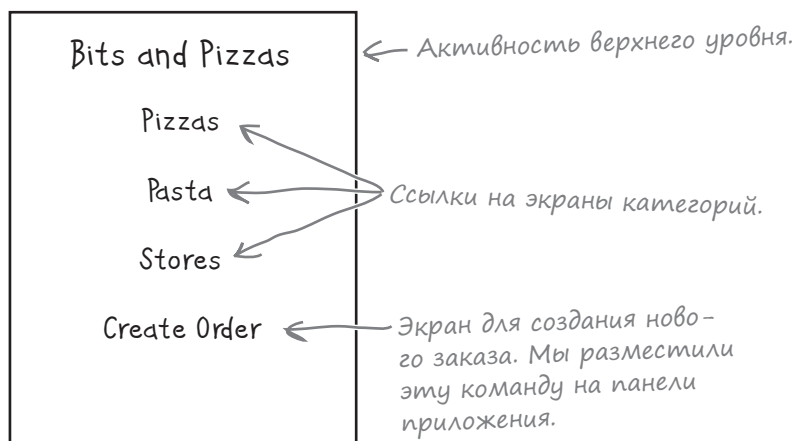 Bits and Pizzas
Активность верхнего уровня.
Pizzas
Pasta
Ссылки на экраны категорий.
Stores
Create Order
Экран для создания ново-
го заказа. Мы разместили
эту команду на панели
приложения.